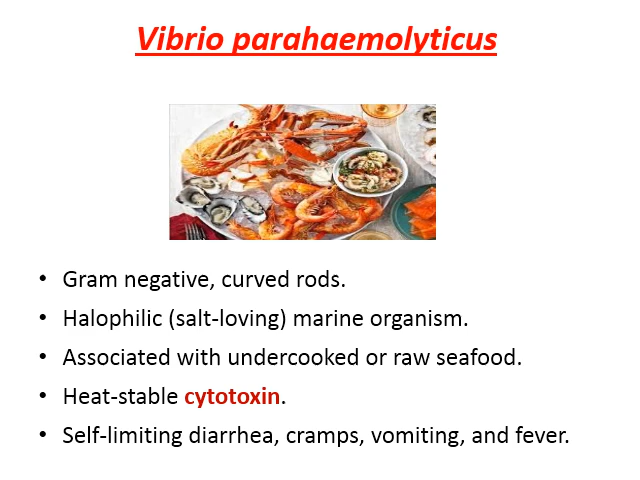 Vibrio parahaemolyticus
• Gram negative, curved rods.
• Halophilic (salt-loving) marine organism.
• Associated with undercooked or raw seafood.
• Heat-stable cytotoxin.
• Self-limiting diarrhea, cramps, vomiting, and fever.